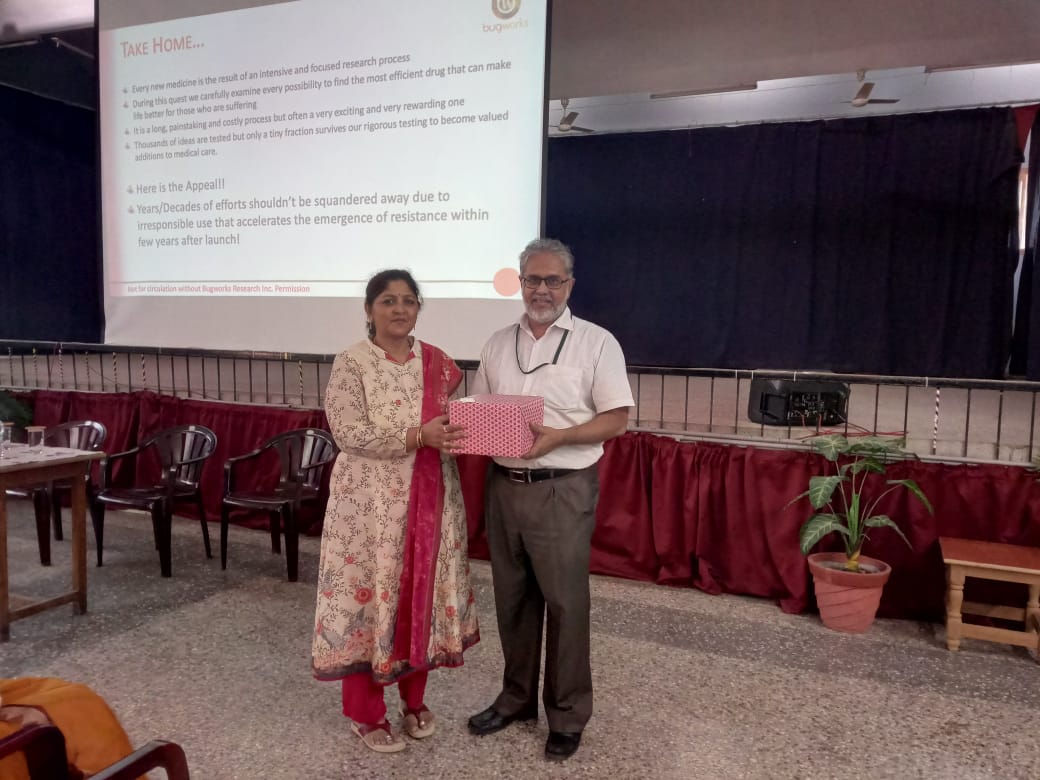 bugworks
TAKE HOME...
Every new medicine is the result of an intensive and focused research process
During this quest we carefully examine every possibility to find the most efficient drug that can make
life better for those who are suffering
It is a long, painstaking and costly process but often a very exciting and very rewarding one
Thousands of ideas are tested but only a tiny fraction survives our rigorous testing to become valued
additions to medical care.
Here is the Appeal!!
Years/Decades of efforts shouldn't be squandered away due to
irresponsible use that accelerates the emergence of resistance within
few years after launch!
Not for circulation without Bugworks Research Inc. Permission